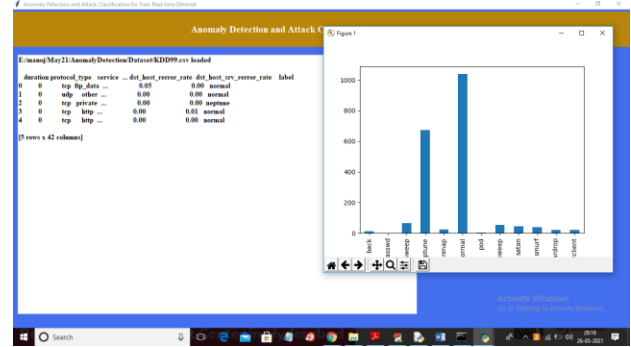 Anomaly Detection and Attack Classification for Train Real-time Ethernet
Anomaly Detection and Attack C
E:/manoj/May21/AnomalyDetection/Dataset/KDD99.csv loaded
duration protocol_type service ... dst_host_rerror_rate dst_host_srv_rerror_rate label
0 0 tcp ftp_data ... 0.05 0.00 normal
1 0 udp other ... 0.00 0.00 normal
2 0 tcp private ... 0.00 0.00 neptune
3 0 tcp http ... 0.00 0.01 normal
4 0 tcp http ... 0.00 0.00 normal
[5 rows x 42 columns]
Figure 1
1000
800
600
400
200
0
back
asswd
sweep
ptune
nmap
ormal
pod
sweep
satan
smurf
rdrop
client
Activate Windows
Go to Settings to activate Windows.
Search
20:16
26-05-2021